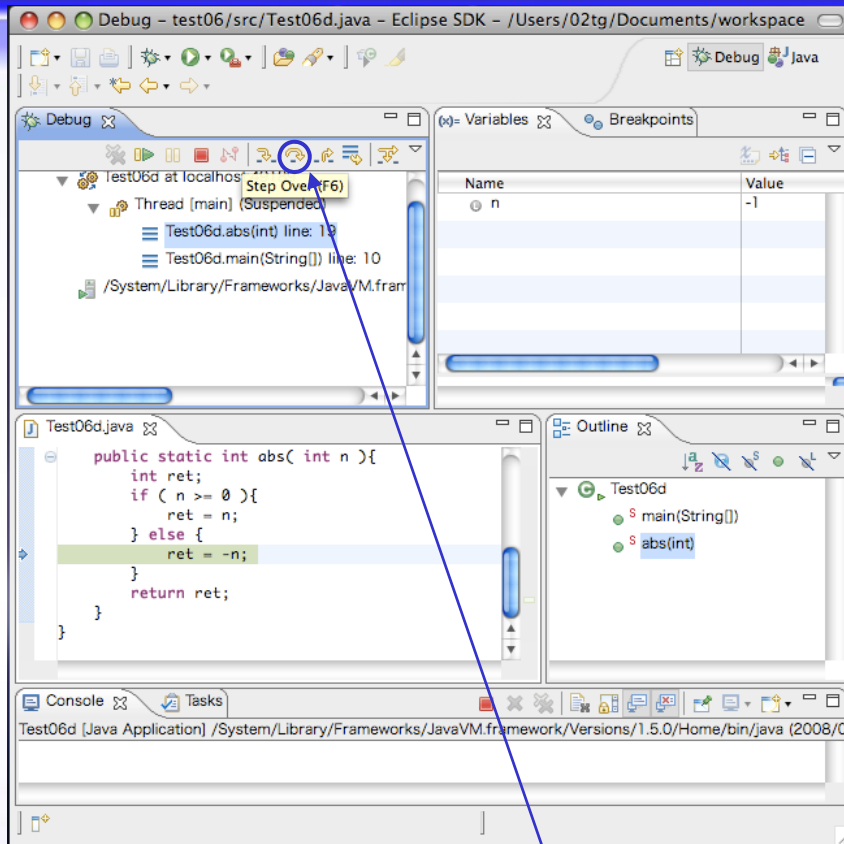 Debug – test06/src/Test06d.java – Eclipse SDK – /Users/02tg/Documents/workspace
Debug
Java
Debug
Variables
Breakpoints
Test06d at localhost
Step Over (F6)
Thread [main] (Suspended)
Test06d.abs(int) line: 19
Test06d.main(String[]) line: 10
/System/Library/Frameworks/JavaVM.fram
Name
Value
n
-1
Test06d.java
public static int abs( int n ){
int ret;
if ( n >= 0 ){
ret = n;
} else {
ret = -n;
}
return ret;
}
}
Outline
Test06d
main(String[])
abs(int)
Console
Tasks
Test06d [Java Application] /System/Library/Frameworks/JavaVM.framework/Versions/1.5.0/Home/bin/java (2008/0